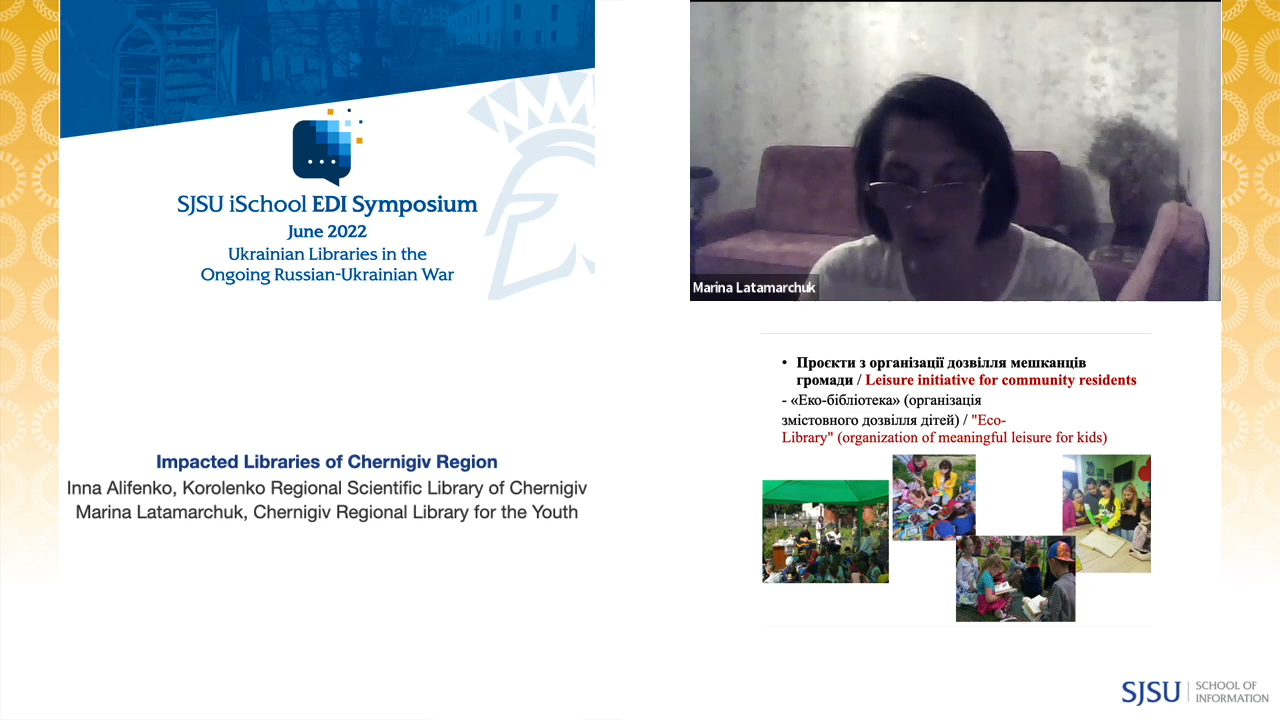 SJSU iSchool EDI Symposium
June 2022
Ukrainian Libraries in the
Ongoing Russian-Ukrainian War
Impacted Libraries of Chernigiv Region
Inna Alifenko, Korolenko Regional Scientific Library of Chernigiv
Marina Latamarchuk, Chernigiv Regional Library for the Youth
Marina Latamarchuk
• Проєкти з організації дозвілля мешканців
громади / Leisure initiative for community residents
- «Еко-бібліотека» (організація
змістовного дозвілля дітей) / "Eco-
Library" (organization of meaningful leisure for kids)
SJSU | SCHOOL OF
INFORMATION